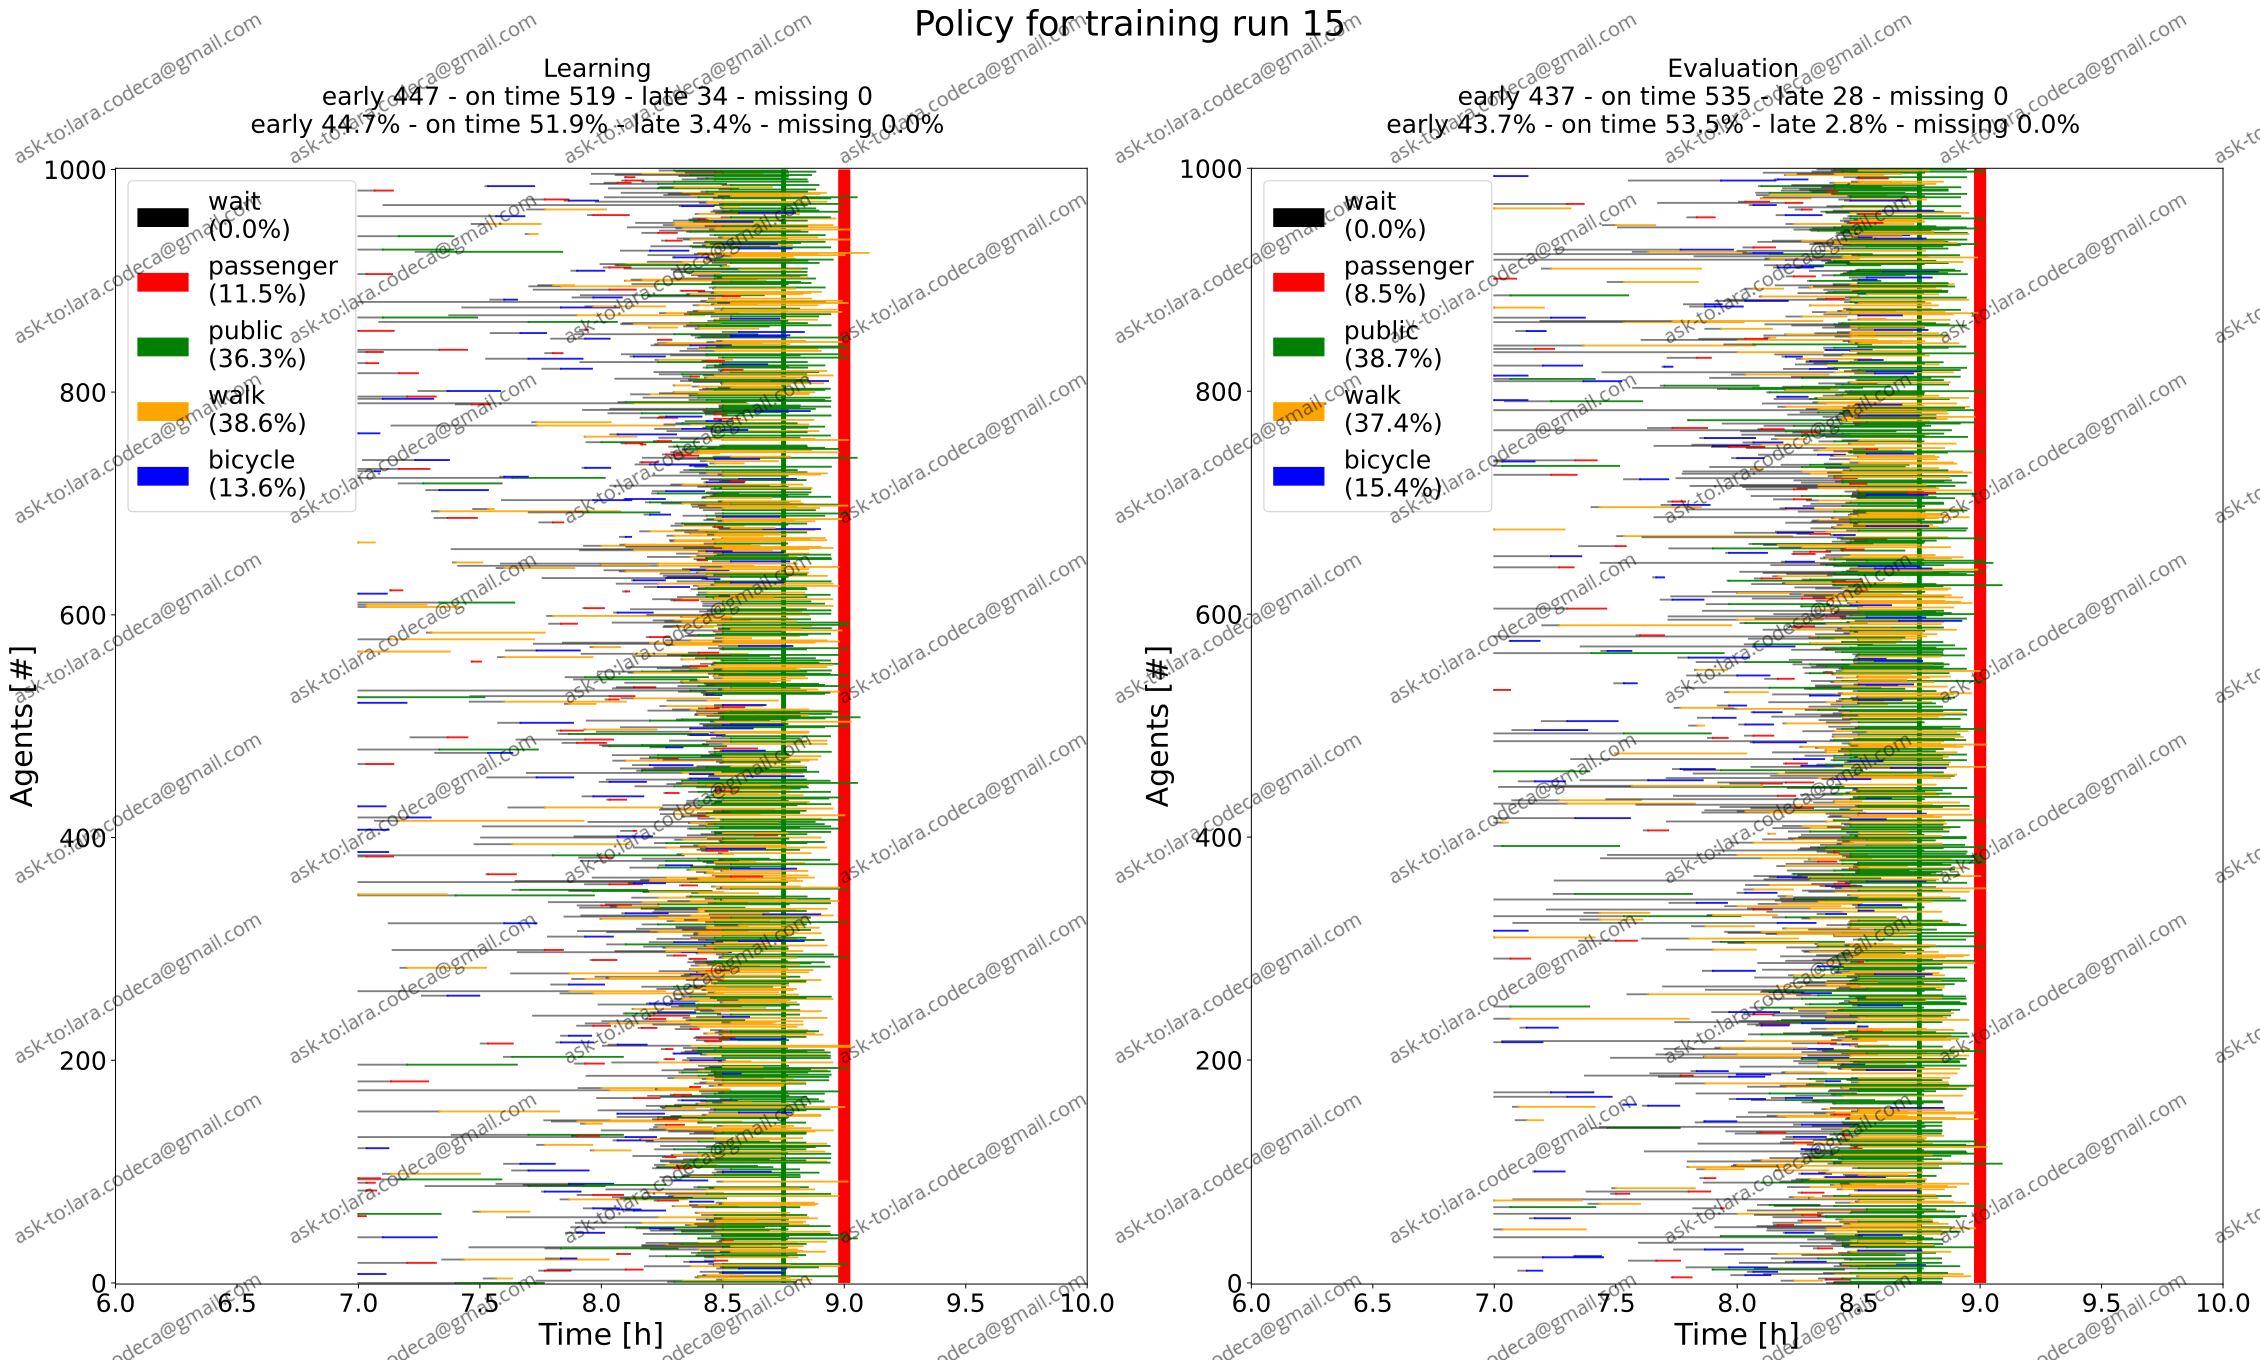 Policy for training run 15
Learning
early 447 - on time 519 - late 34 - missing 0
early 44.7% - on time 51.9% - late 3.4% - missing 0.0%
1000
800
600
400
200
0
Agents [#]
wait
(0.0%)
passenger
(11.5%)
public
(36.3%)
walk
(38.6%)
bicycle
(13.6%)
6.0 6.5 7.0 7.5 8.0 8.5 9.0 9.5 10.0
Time [h]
Evaluation
early 437 - on time 535 - late 28 - missing 0
early 43.7% - on time 53.5% - late 2.8% - missing 0.0%
1000
800
600
400
200
0
Agents [#]
wait
(0.0%)
passenger
(8.5%)
public
(38.7%)
walk
(37.4%)
bicycle
(15.4%)
6.0 6.5 7.0 7.5 8.0 8.5 9.0 9.5 10.0
Time [h]
ask-to:lara.codeca@gmail.com